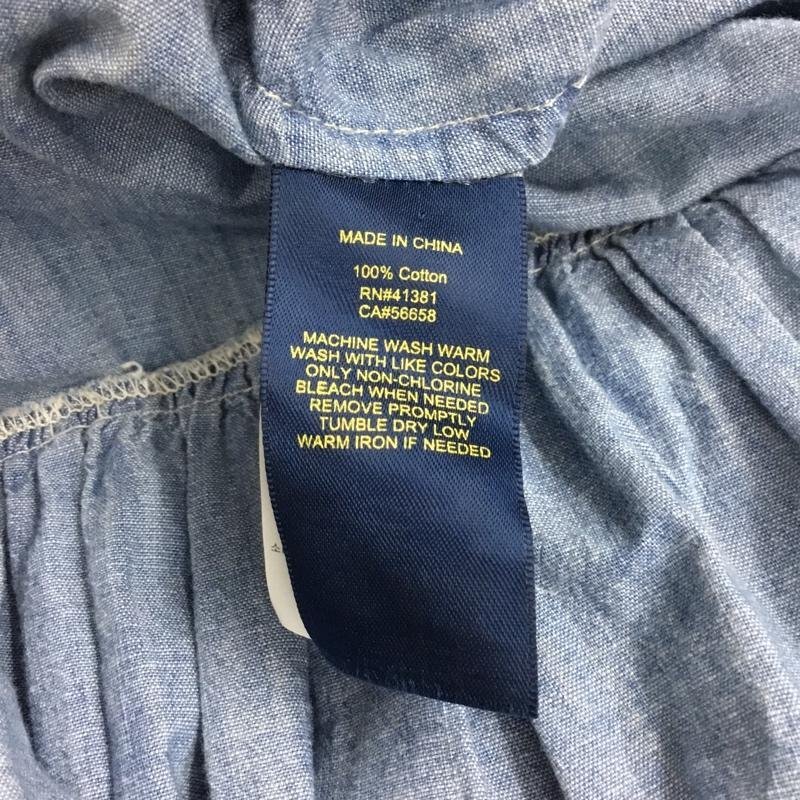 MADE IN CHINA
100% Cotton
RN#41381
CA#56658
MACHINE WASH WARM
WASH WITH LIKE COLORS
ONLY NON-CHLORINE
BLEACH WHEN NEEDED
REMOVE PROMPTLY
TUMBLE DRY LOW
WARM IRON IF NEEDED